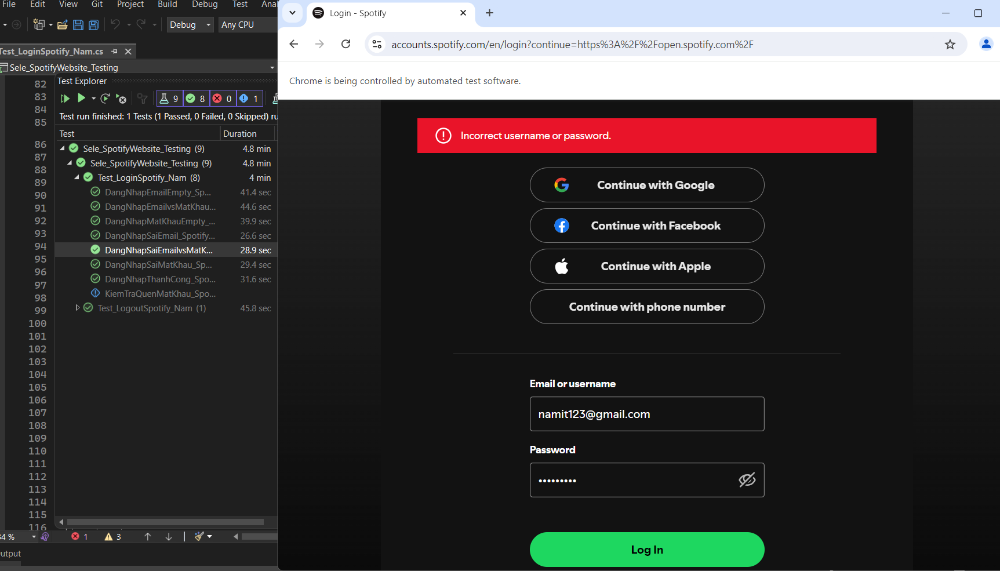 File Edit View Git Project Build Debug Test
Debug Any CPU
Test_LoginSpotify_Nam.cs
Sele_SpotifyWebsite_Testing
Test Explorer
9 8 0 1
Test run finished: 1 Tests (1 Passed, 0 Failed, 0 Skipped)
Test Duration
Sele_SpotifyWebsite_Testing (9) 4.8 min
Sele_SpotifyWebsite_Testing (9) 4.8 min
Test_LoginSpotify_Nam (8) 4 min
DangNhapEmailEmpty_Sp... 41.4 sec
DangNhapEmailvsMatKhau... 44.6 sec
DangNhapMatKhauEmpty_... 39.9 sec
DangNhapSaiEmail_Spotify... 26.6 sec
DangNhapSaiEmailvsMatK... 28.9 sec
DangNhapSaiMatKhau_Sp... 29.4 sec
DangNhapThanhCong_Spo... 31.6 sec
KiemTraQuenMatKhau_Spo...
Test_LogoutSpotify_Nam (1) 45.8 sec
82
83
84
85
86
87
88
89
90
91
92
93
94
95
96
97
98
99
100
101
102
103
104
105
106
107
108
109
110
111
112
113
114
115
116
1 3
Login - Spotify
accounts.spotify.com/en/login?continue=https%3A%2F%2Fopen.spotify.com%2F
Chrome is being controlled by automated test software.
Incorrect username or password.
Continue with Google
Continue with Facebook
Continue with Apple
Continue with phone number
Email or username
namit123@gmail.com
Password
•••••••••
Log In